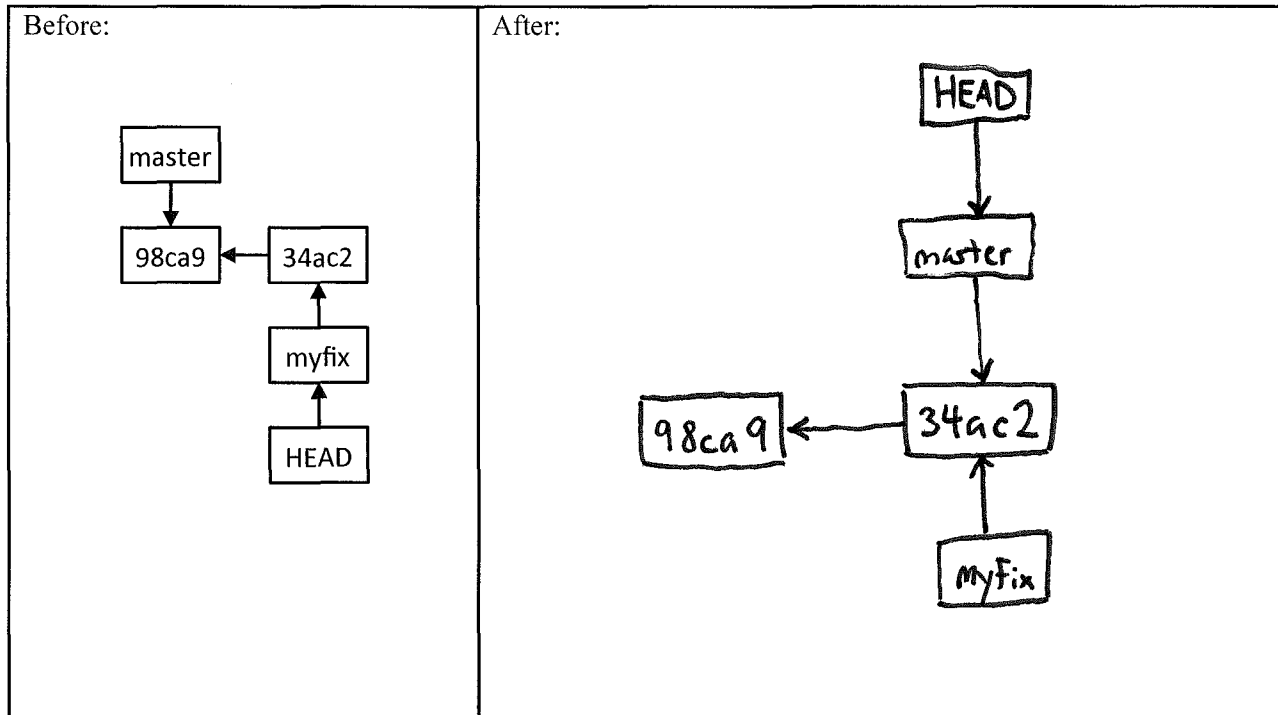 Before:
master
98ca9
34ac2
myfix
HEAD
After:
HEAD
master
98ca9
34ac2
myfix